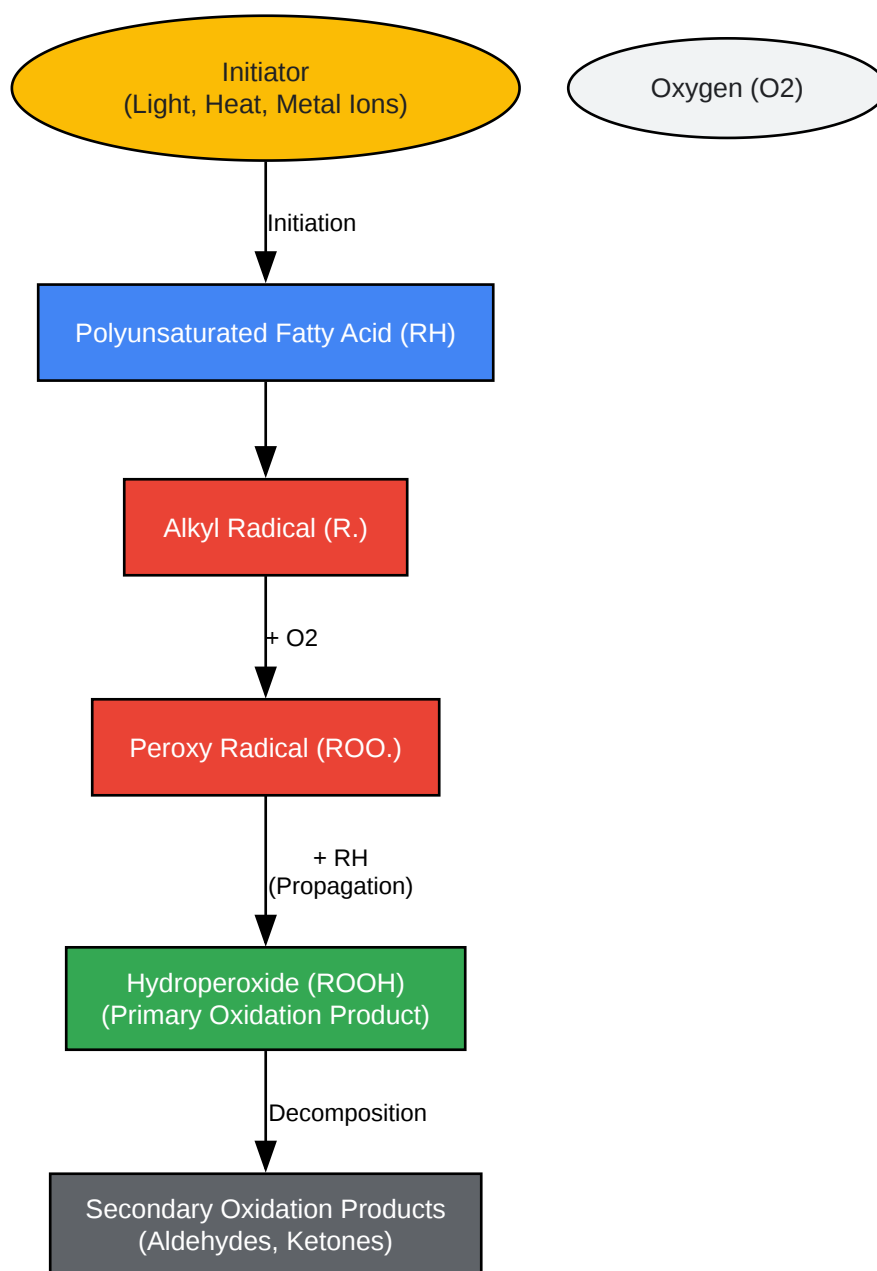 Initiator
(Light, Heat, Metal Ions)
Oxygen (O2)
Initiation
Polyunsaturated Fatty Acid (RH)
Alkyl Radical (R.)
+ O2
Peroxy Radical (ROO.)
+ RH
(Propagation)
Hydroperoxide (ROOH)
(Primary Oxidation Product)
Decomposition
Secondary Oxidation Products
(Aldehydes, Ketones)